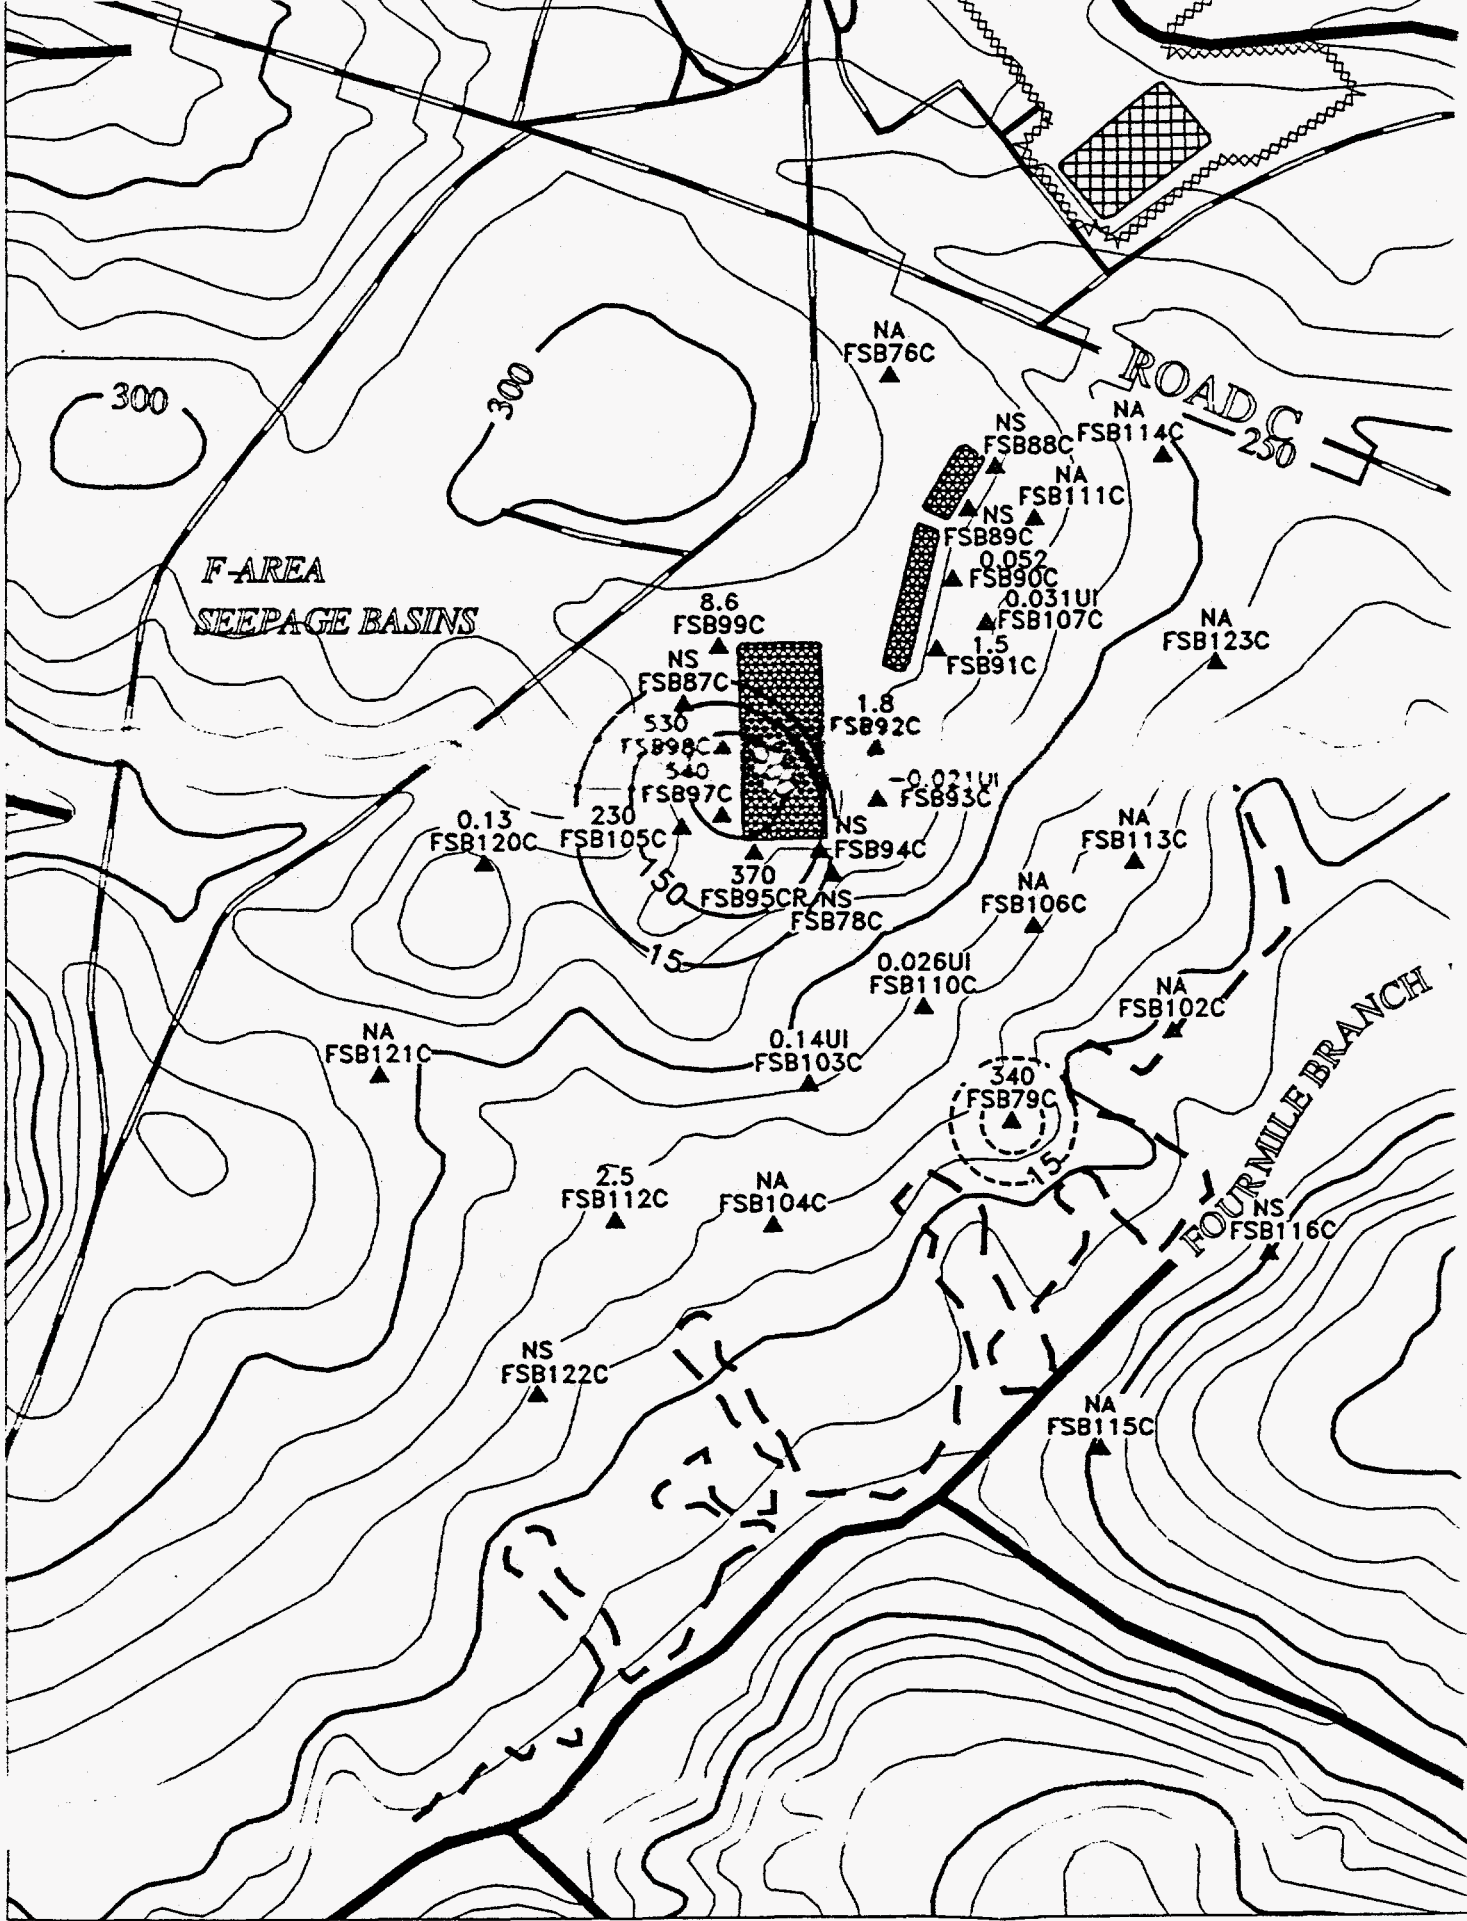 NA
FSB76C
300
300
ROAD C
250
NS
FSB88C
NA
FSB114C
NA
FSB111C
NS
FSB89C
0.052
FSB90C
0.031UI
FSB107C
1.5
FSB91C
F-AREA
SEEPAGE BASINS
8.6
FSB99C
NS
FSB87C
NA
FSB123C
1.8
FSB92C
530
FSB98C
540
FSB97C
-0.021UI
FSB93C
0.13
FSB120C
230
FSB105C
NS
FSB94C
NA
FSB113C
150
370
FSB95CR
NS
FSB78C
NA
FSB106C
15
0.026UI
FSB110C
NA
FSB102C
NA
FSB121C
0.14UI
FSB103C
340
FSB79C
15
FOURMILE BRANCH
2.5
FSB112C
NA
FSB104C
NS
FSB116C
NS
FSB122C
NA
FSB115C